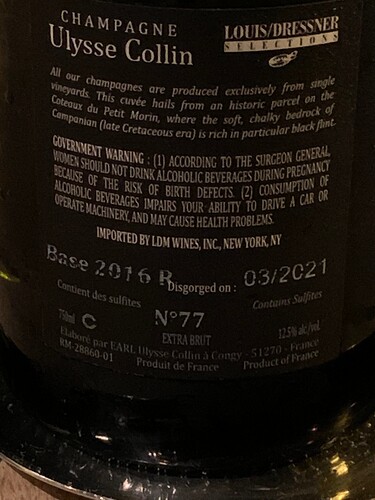 CHAMPAGNE
Ulysse Collin
LOUIS/DRESSNER
SELECTIONS
All our champagnes are produced exclusively from single
vineyards. This cuvée hails from an historic parcel on the
Coteaux du Petit Morin, where the soft, chalky bedrock of
Campanian (late Cretaceous era) is rich in particular black flint.
GOVERNMENT WARNING : (1) ACCORDING TO THE SURGEON GENERAL,
WOMEN SHOULD NOT DRINK ALCOHOLIC BEVERAGES DURING PREGNANCY
BECAUSE OF THE RISK OF BIRTH DEFECTS. (2) CONSUMPTION OF
ALCOHOLIC BEVERAGES IMPAIRS YOUR ABILITY TO DRIVE A CAR OR
OPERATE MACHINERY, AND MAY CAUSE HEALTH PROBLEMS.
IMPORTED BY LDM WINES, INC., NEW YORK, NY
Base 2016 R Disgorged on : 03/2021
Contient des sulfites Contains Sulfites
750ml C N°77 12.5% alc/vol.
EXTRA BRUT
Elaboré par EARL Ulysse Collin à Congy - 51270 - France
RM-28860-01 Produit de France Product of France